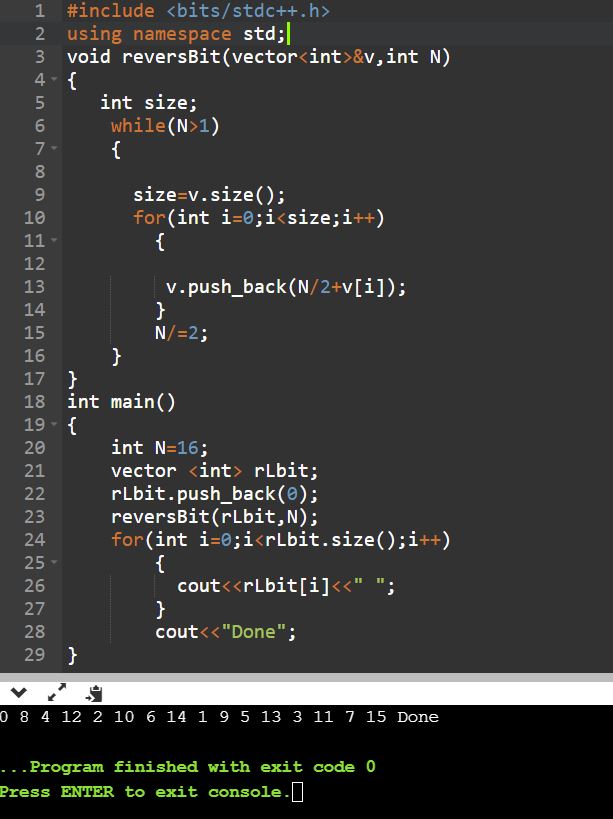 1 #include <bits/stdc++.h>
2 using namespace std;
3 void reversBit(vector<int>&v,int N)
4 {
5 int size;
6 while(N>1)
7 {
8
9 size=v.size();
10 for(int i=0;i<size;i++)
11 {
12
13 v.push_back(N/2+v[i]);
14 }
15 N/=2;
16 }
17 }
18 int main()
19 {
20 int N=16;
21 vector <int> rLbit;
22 rLbit.push_back(0);
23 reversBit(rLbit,N);
24 for(int i=0;i<rLbit.size();i++)
25 {
26 cout<<rLbit[i]<<" ";
27 }
28 cout<<"Done";
29 }
0 8 4 12 2 10 6 14 1 9 5 13 3 11 7 15 Done
...Program finished with exit code 0
Press ENTER to exit console.